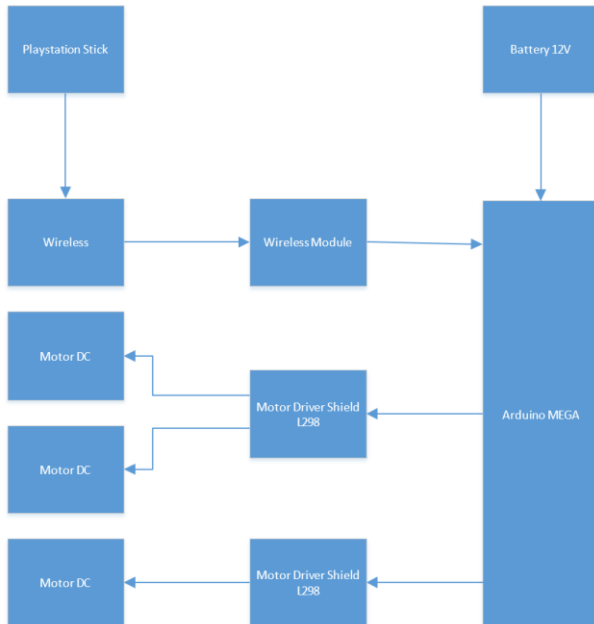 Playstation Stick
Battery 12V
Wireless
Wireless Module
Motor DC
Motor Driver Shield
L298
Arduino MEGA
Motor DC
Motor DC
Motor Driver Shield
L298